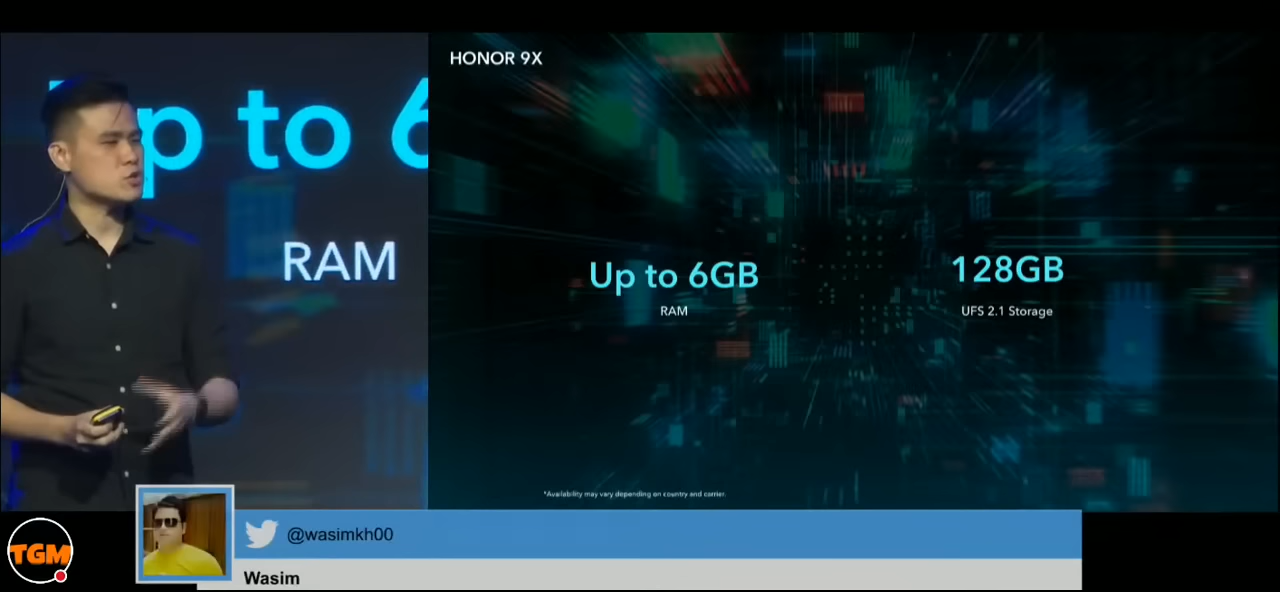 Up to 6
RAM
HONOR 9X
Up to 6GB
RAM
128GB
UFS 2.1 Storage
*Availability may vary depending on country and carrier.
@wasimkh00
Wasim
TGM